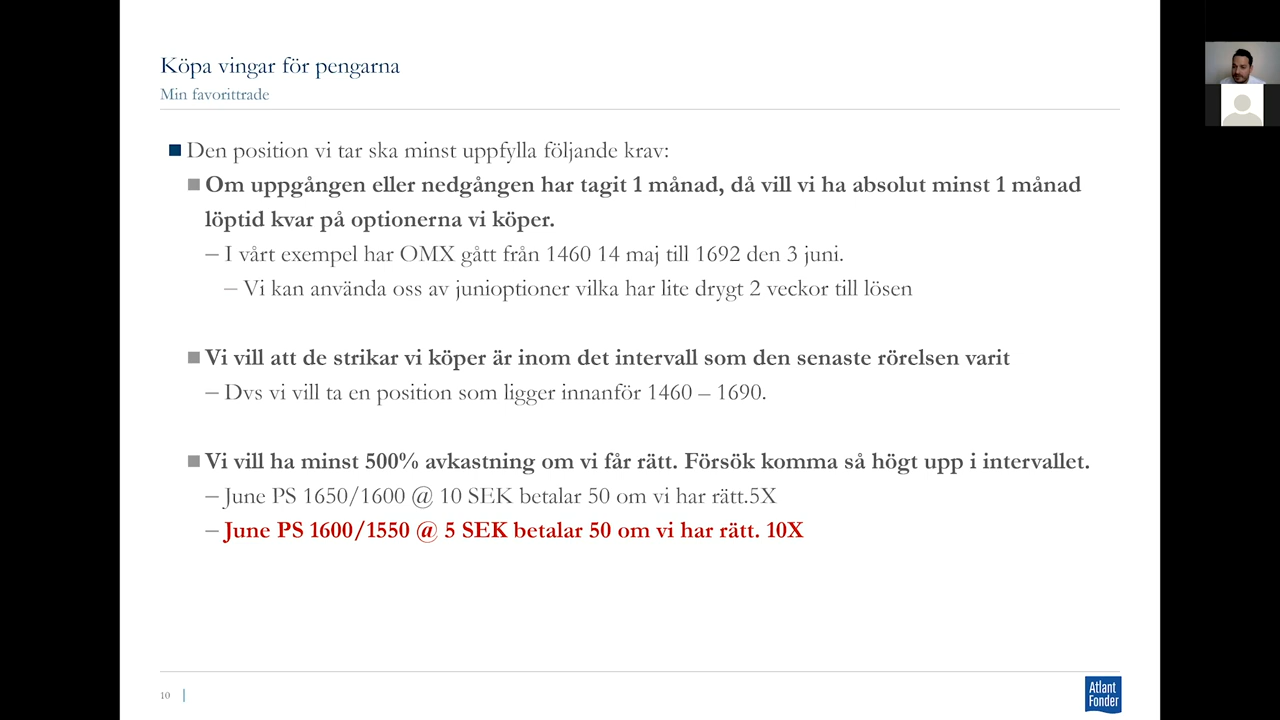 Köpa vingar för pengarna
Min favorittrade
Den position vi tar ska minst uppfylla följande krav:
Om uppgången eller nedgången har tagit 1 månad, då vill vi ha absolut minst 1 månad
löptid kvar på optionerna vi köper.
– I vårt exempel har OMX gått från 1460 14 maj till 1692 den 3 juni.
– Vi kan använda oss av junioptioner vilka har lite drygt 2 veckor till lösen
Vi vill att de strikar vi köper är inom det intervall som den senaste rörelsen varit
– Dvs vi vill ta en position som ligger innanför 1460 – 1690.
Vi vill ha minst 500% avkastning om vi får rätt. Försök komma så högt upp i intervallet.
– June PS 1650/1600 @ 10 SEK betalar 50 om vi har rätt.5X
– June PS 1600/1550 @ 5 SEK betalar 50 om vi har rätt. 10X
10
Atlant
Fonder